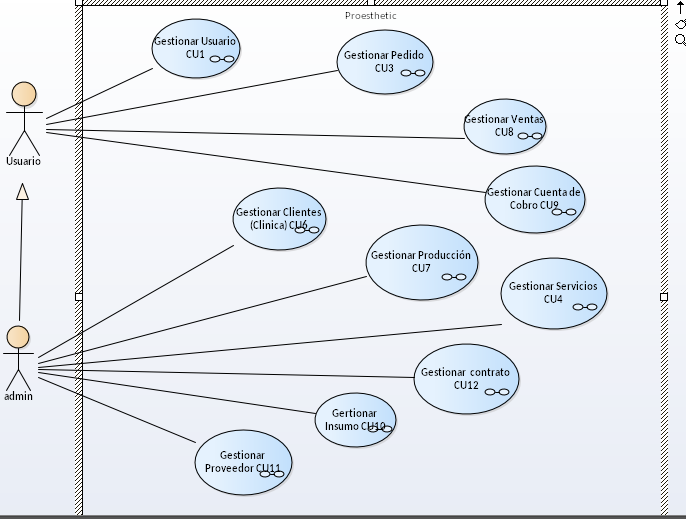 Proesthetic
Gestionar Usuario
CU1
Gestionar Pedido
CU3
Gestionar Ventas
CU8
Usuario
Gestionar Cuenta de
Cobro CU9
Gestionar Clientes
(Clinica) CU6
Gestionar Producción
CU7
Gestionar Servicios
CU4
admin
Gestionar contrato
CU12
Gertionar
Insumo CU10
Gestionar
Proveedor CU11